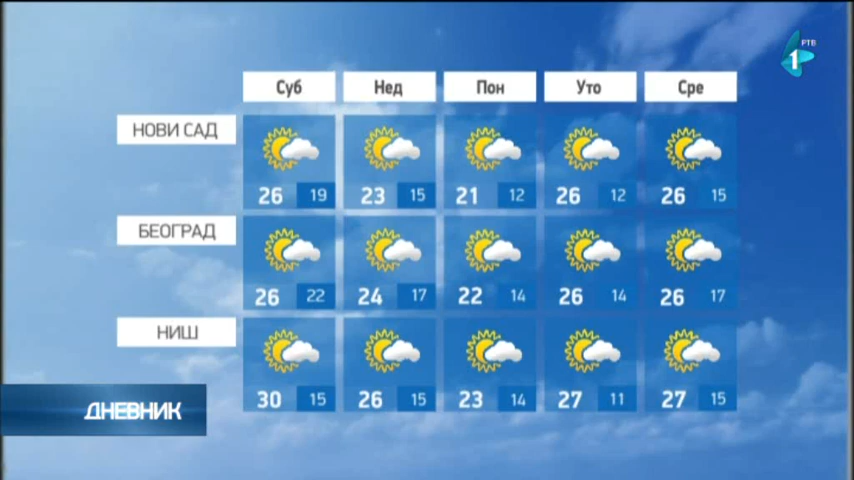 РТВ
1
Суб Нед Пон Уто Сре
НОВИ САД
26 19 23 15 21 12 26 12 26 15
БЕОГРАД
26 22 24 17 22 14 26 14 26 17
НИШ
30 15 26 15 23 14 27 11 27 15
ДНЕВНИК